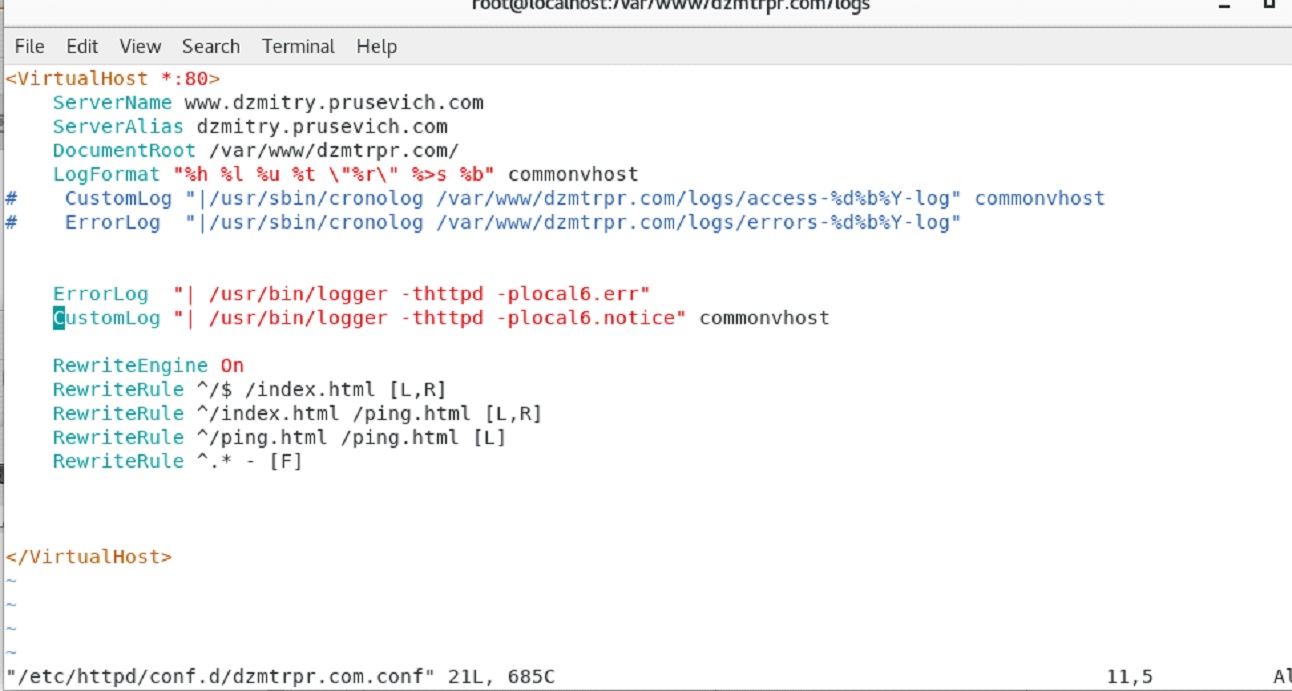 root@localhost:/var/www/dzmtrpr.com/logs
File Edit View Search Terminal Help
<VirtualHost *:80>
    ServerName www.dzmitry.prusevich.com
    ServerAlias dzmitry.prusevich.com
    DocumentRoot /var/www/dzmtrpr.com/
    LogFormat "%h %l %u %t \"%r\" %>s %b" commonvhost
#    CustomLog "|/usr/sbin/cronolog /var/www/dzmtrpr.com/logs/access-%d%b%Y-log" commonvhost
#    ErrorLog  "|/usr/sbin/cronolog /var/www/dzmtrpr.com/logs/errors-%d%b%Y-log"
    ErrorLog  "| /usr/bin/logger -thttpd -plocal6.err"
    CustomLog "| /usr/bin/logger -thttpd -plocal6.notice" commonvhost
    RewriteEngine On
    RewriteRule ^/$ /index.html [L,R]
    RewriteRule ^/index.html /ping.html [L,R]
    RewriteRule ^/ping.html /ping.html [L]
    RewriteRule ^.* - [F]
</VirtualHost>
~
~
~
~
"/etc/httpd/conf.d/dzmtrpr.com.conf" 21L, 685C 11,5